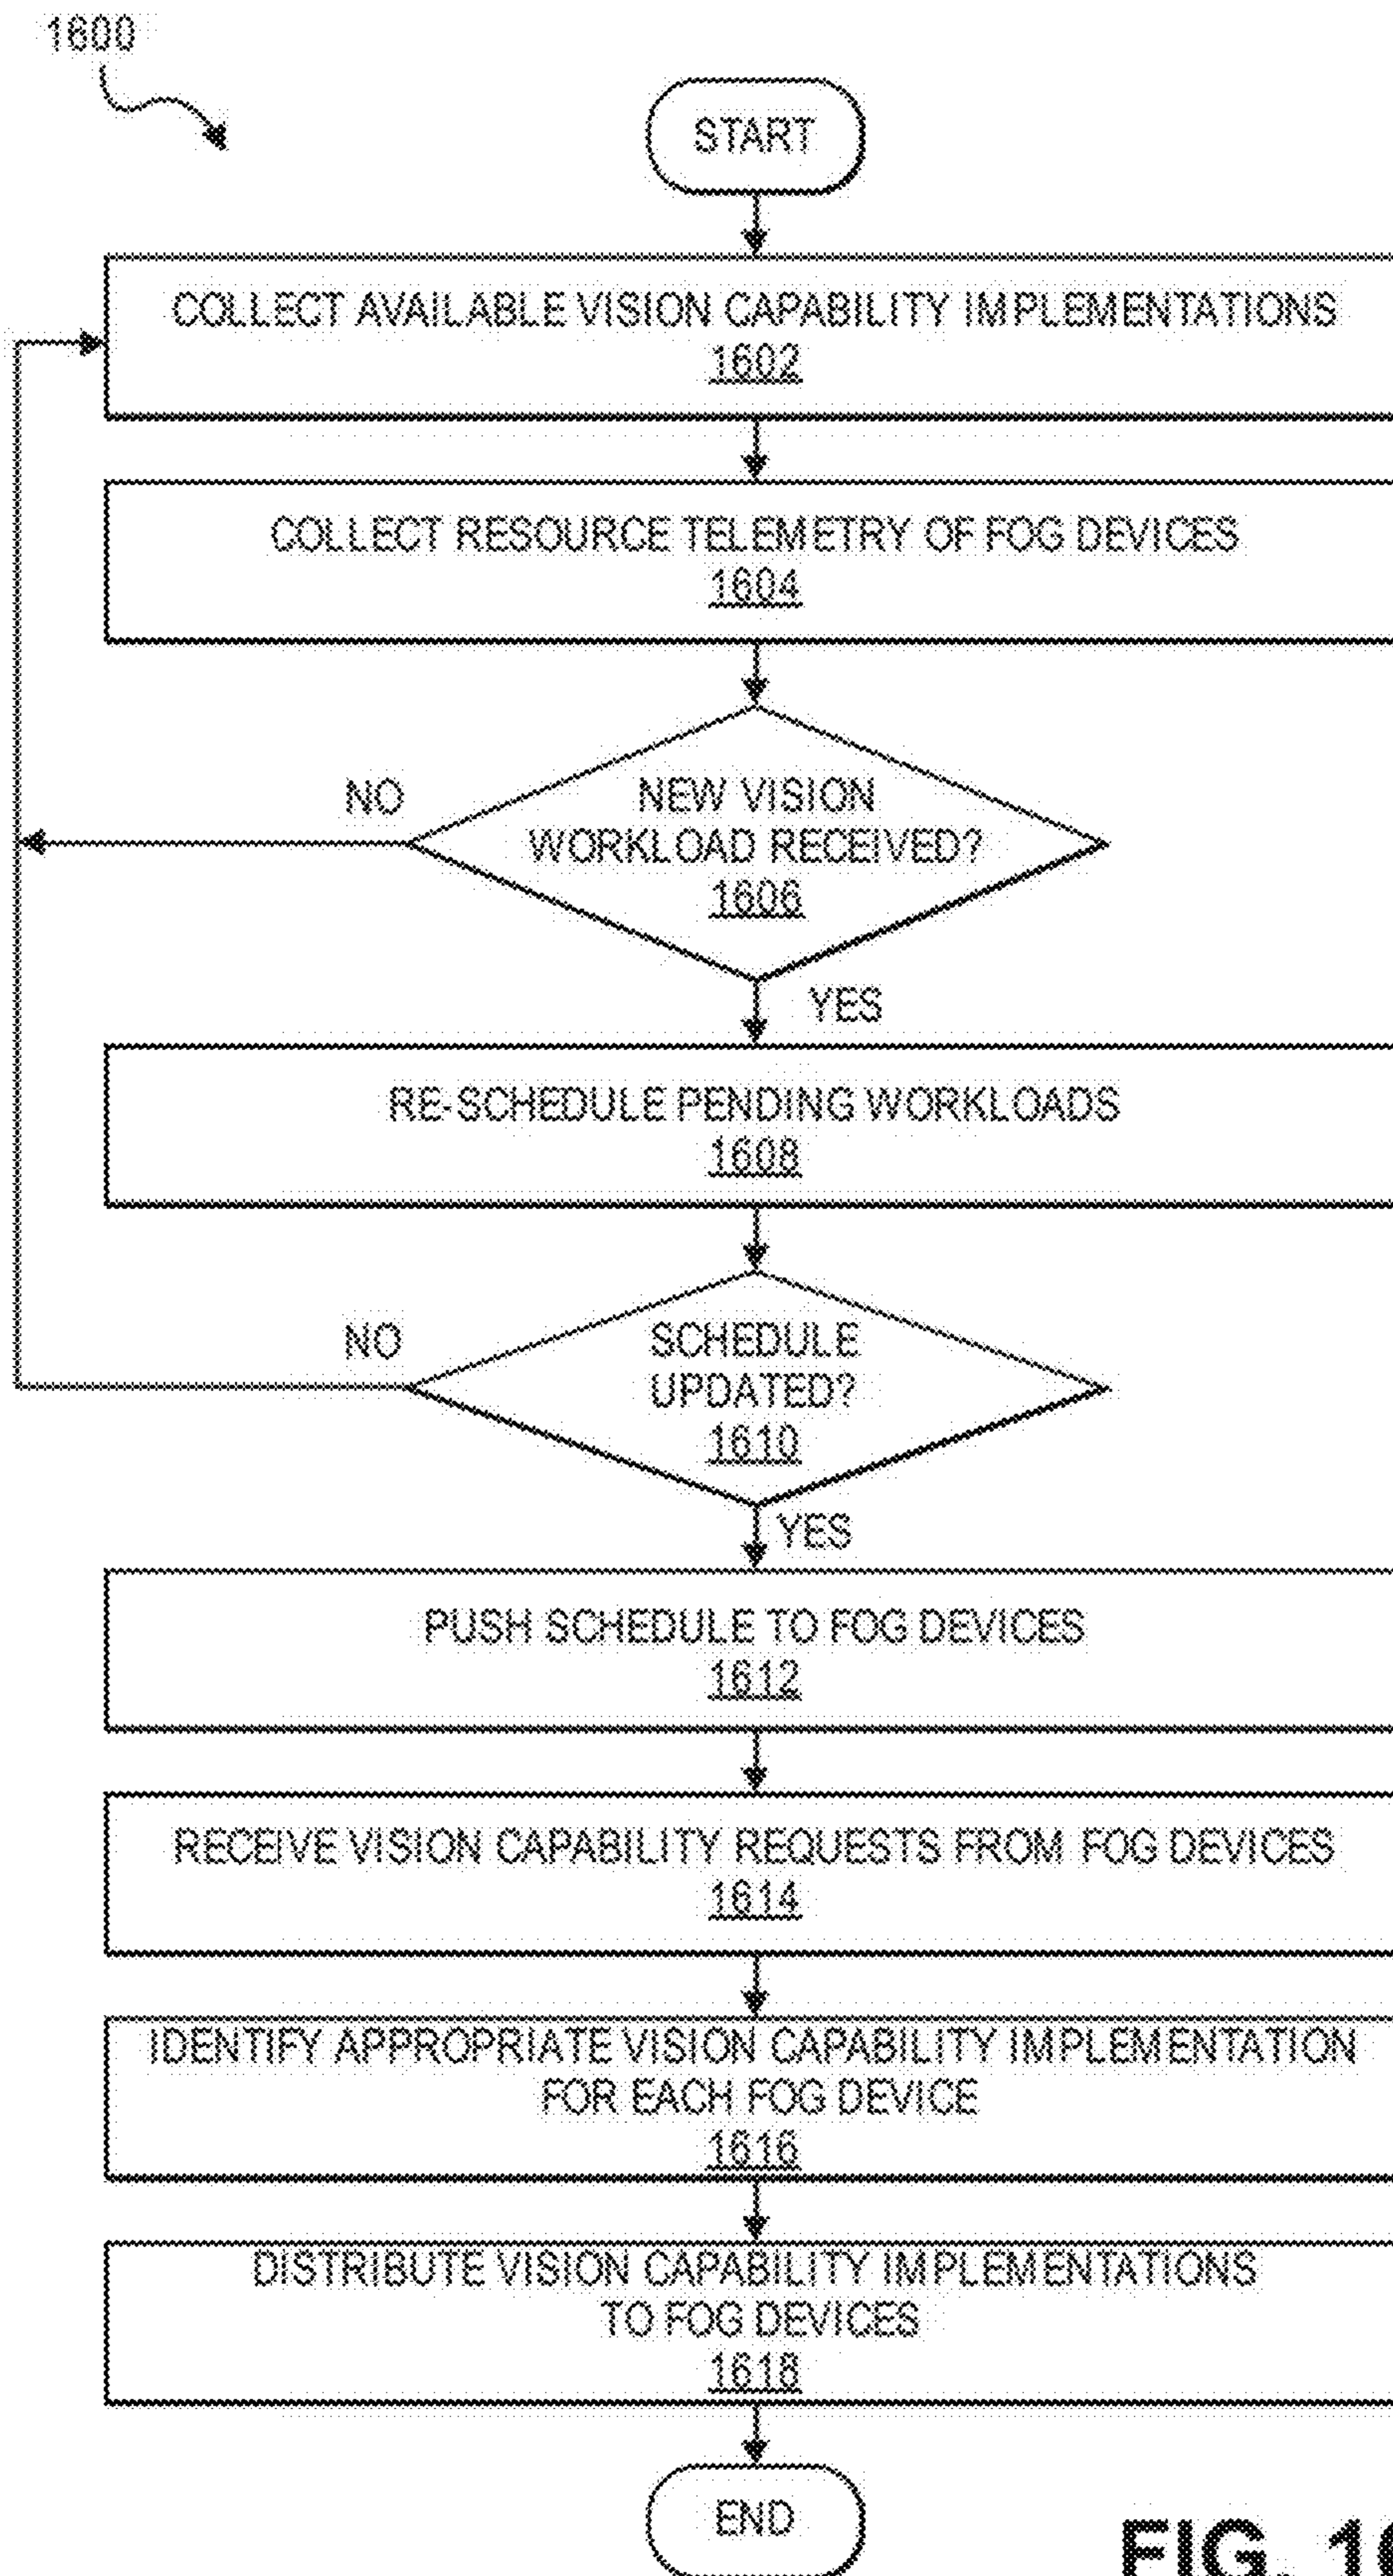 1600
START
COLLECT AVAILABLE VISION CAPABILITY IMPLEMENTATIONS
1602
COLLECT RESOURCE TELEMETRY OF FOG DEVICES
1604
NO
NEW VISION
WORKLOAD RECEIVED?
1606
YES
RE-SCHEDULE PENDING WORKLOADS
1608
NO
SCHEDULE
UPDATED?
1610
YES
PUSH SCHEDULE TO FOG DEVICES
1612
RECEIVE VISION CAPABILITY REQUESTS FROM FOG DEVICES
1614
IDENTIFY APPROPRIATE VISION CAPABILITY IMPLEMENTATION
FOR EACH FOG DEVICE
1616
DISTRIBUTE VISION CAPABILITY IMPLEMENTATIONS
TO FOG DEVICES
1618
END
FIG.